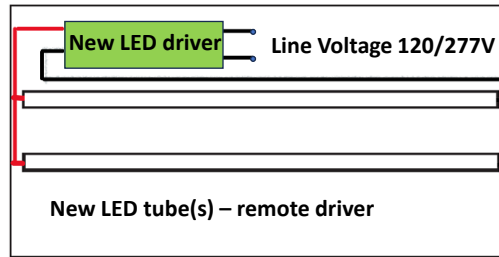 New LED driver
Line Voltage 120/277V
New LED tube(s) – remote driver